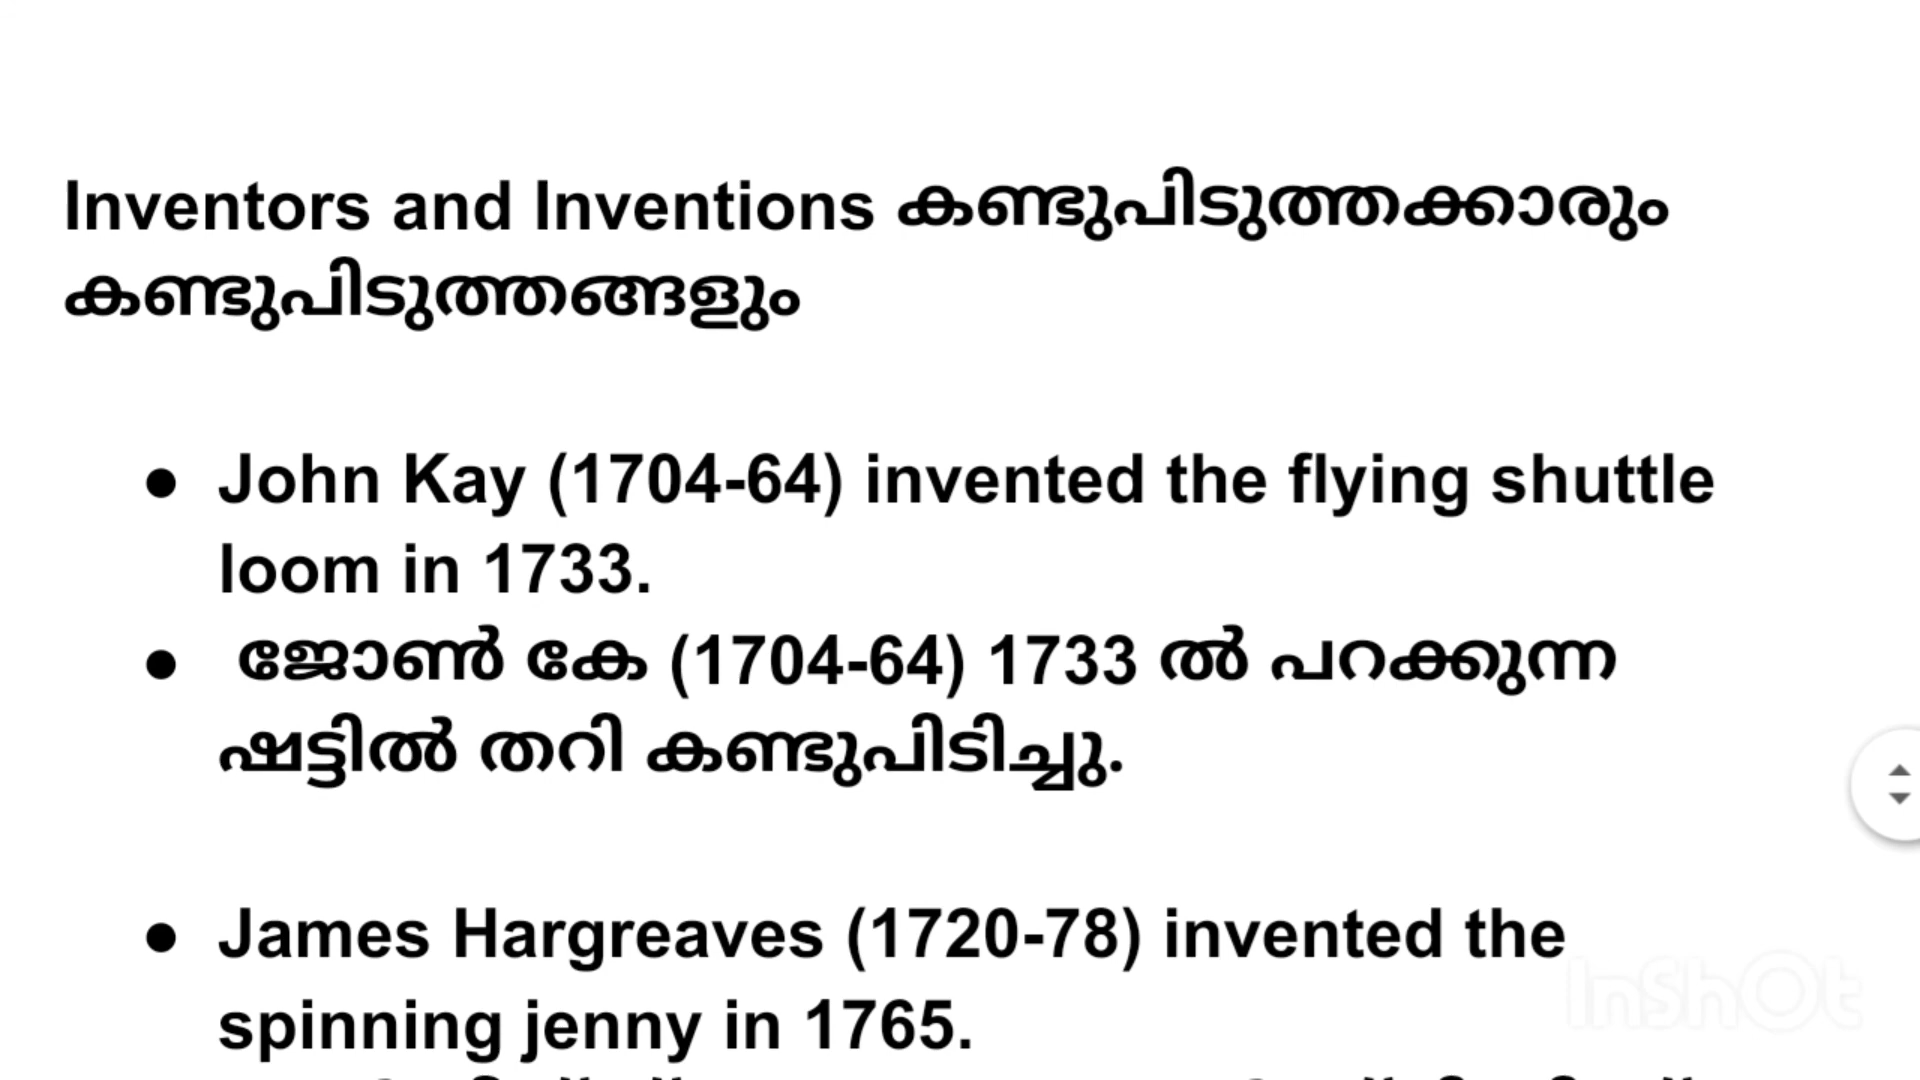 Inventors and Inventions കണ്ടുപിടുത്തക്കാരും
കണ്ടുപിടുത്തങ്ങളും
● John Kay (1704-64) invented the flying shuttle
loom in 1733.
● ജോൺ കേ (1704-64) 1733 ൽ പറക്കുന്ന
ഷട്ടിൽ തറി കണ്ടുപിടിച്ചു.
● James Hargreaves (1720-78) invented the
spinning jenny in 1765.
InShOt